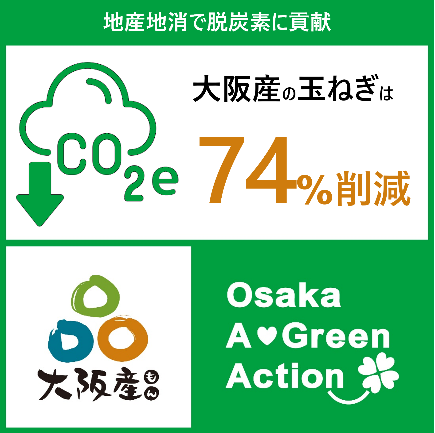 地産地消で脱炭素に貢献
CO2e
大阪産の玉ねぎは
74%削減
大阪産もん
Osaka
A♥Green
Action